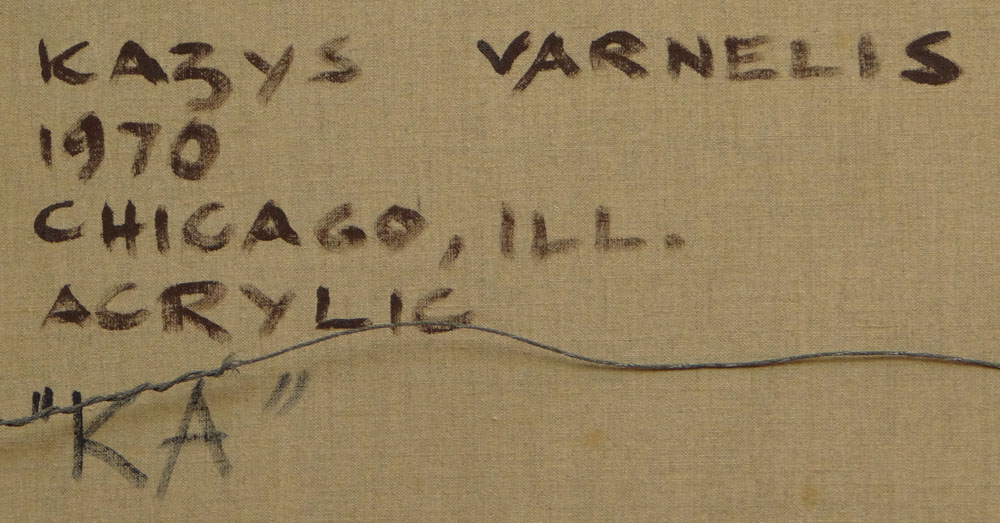 KAZYS VARNELIS
1970
CHICAGO, ILL.
ACRYLIC
"KA"